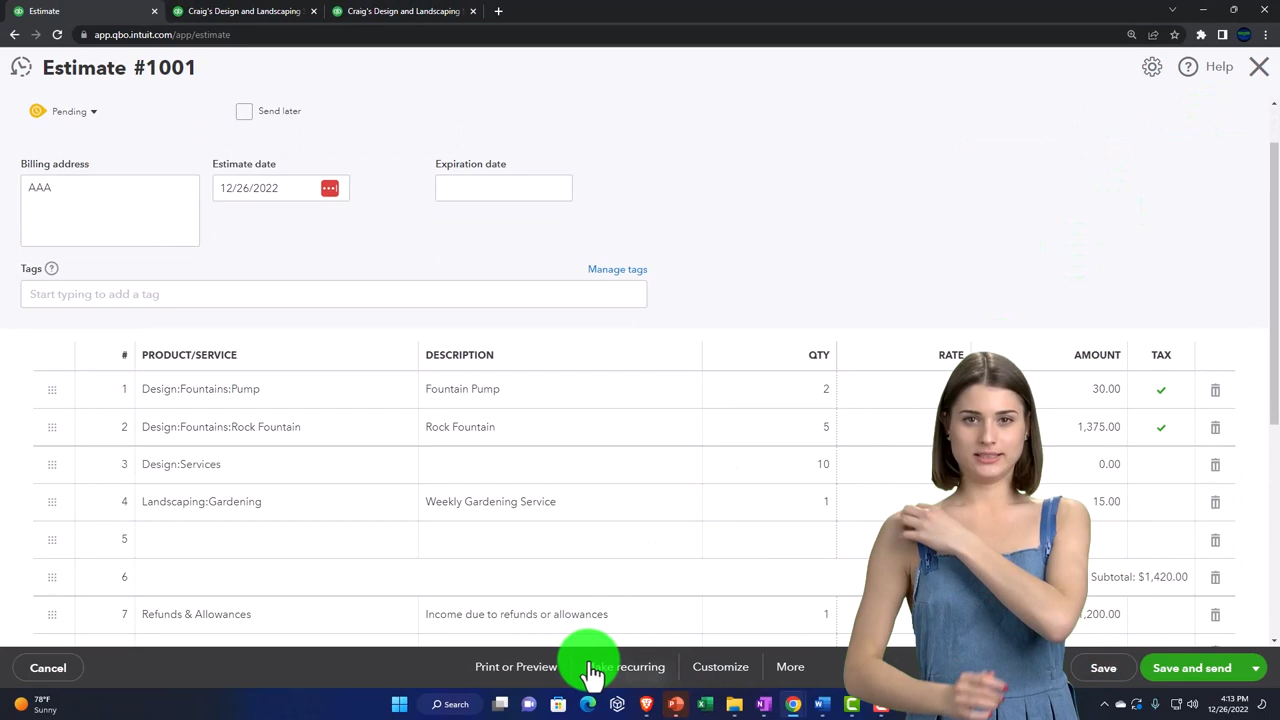 Estimate
Craig's Design and Landscaping
Craig's Design and Landscaping
app.qbo.intuit.com/app/estimate
Estimate #1001
Help
Pending
Send later
Billing address
Estimate date
Expiration date
AAA
12/26/2022
Tags
Manage tags
Start typing to add a tag
# PRODUCT/SERVICE DESCRIPTION QTY RATE AMOUNT TAX
1 Design:Fountains:Pump Fountain Pump 2 30.00
2 Design:Fountains:Rock Fountain Rock Fountain 5 1,375.00
3 Design:Services 10 0.00
4 Landscaping:Gardening Weekly Gardening Service 1 15.00
5
6 Subtotal: $1,420.00
7 Refunds & Allowances Income due to refunds or allowances 1 ,200.00
Cancel Print or Preview recurring Customize More Save Save and send
78°F
Sunny
Search
4:13 PM
12/26/2022